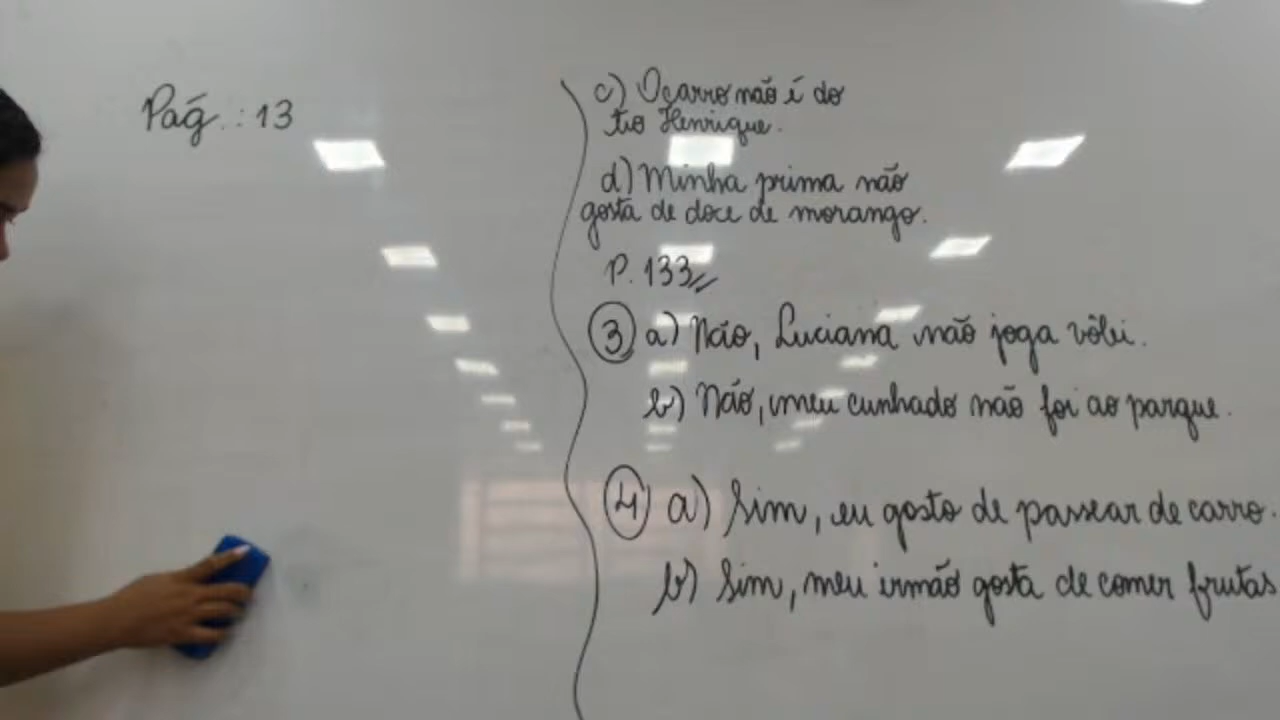 Pág.: 13
c) O carro não é do
tio Henrique.
d) Minha prima não
gosta de doce de morango.
P. 133
3 a) Não, Luciana não joga vôlei.
b) Não, meu cunhado não foi ao parque.
4 a) Sim, eu gosto de passear de carro.
b) Sim, meu irmão gosta de comer frutas